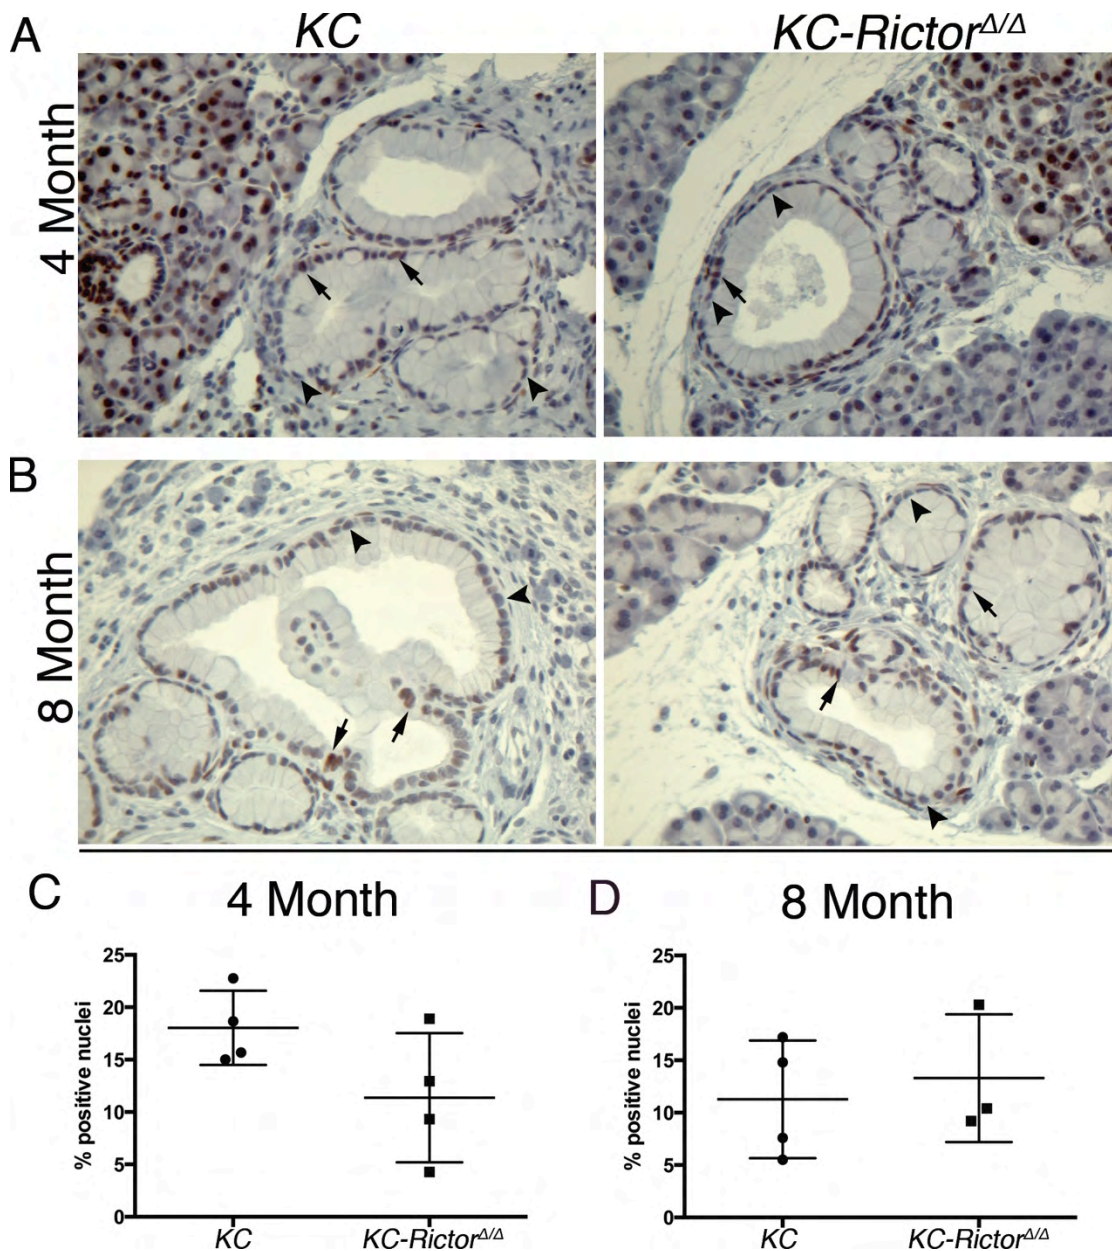 A
KC
KC-Rictor^Δ/Δ
4 Month
B
8 Month
C
4 Month
D
8 Month
% positive nuclei
25
20
15
10
5
0
KC
KC-Rictor^Δ/Δ
% positive nuclei
25
20
15
10
5
0
KC
KC-Rictor^Δ/Δ